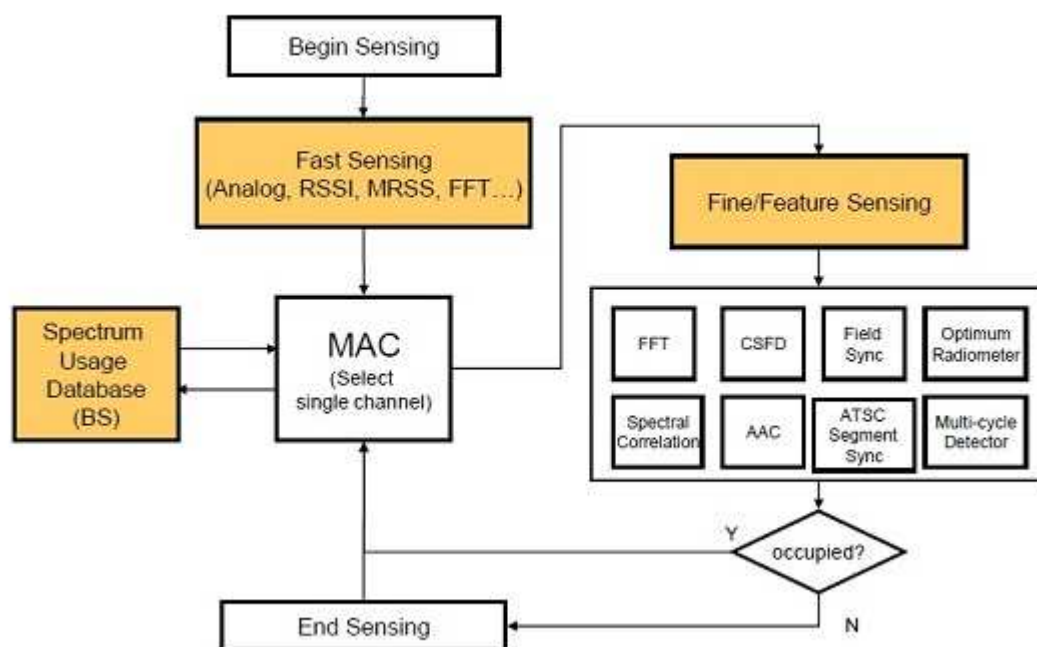 Begin Sensing
Fast Sensing
(Analog, RSSI, MRSS, FFT…)
Fine/Feature Sensing
Spectrum
Usage
Database
(BS)
MAC
(Select
single channel)
FFT
CSFD
Field
Sync
Optimum
Radiometer
Spectral
Correlation
AAC
ATSC
Segment
Sync
Multi-cycle
Detector
Y
occupied?
N
End Sensing